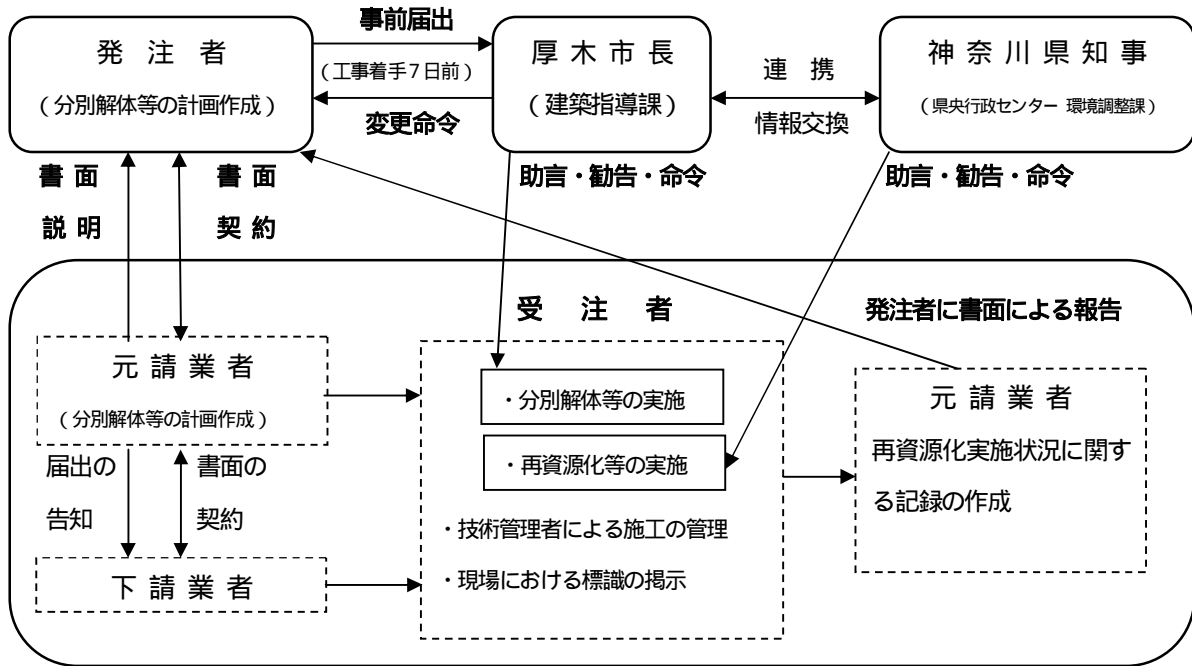 事前届出
発注者
(分別解体等の計画作成)
(工事着手7日前)
変更命令
厚木市長
(建築指導課)
連携
情報交換
神奈川県知事
(県央行政センター 環境調整課)
書面
説明
書面
契約
助言・勧告・命令
助言・勧告・命令
受注者
発注者に書面による報告
元請業者
(分別解体等の計画作成)
届出の
告知
書面の
契約
下請業者
・分別解体等の実施
・再資源化等の実施
・技術管理者による施工の管理
・現場における標識の掲示
元請業者
再資源化実施状況に関す
る記録の作成